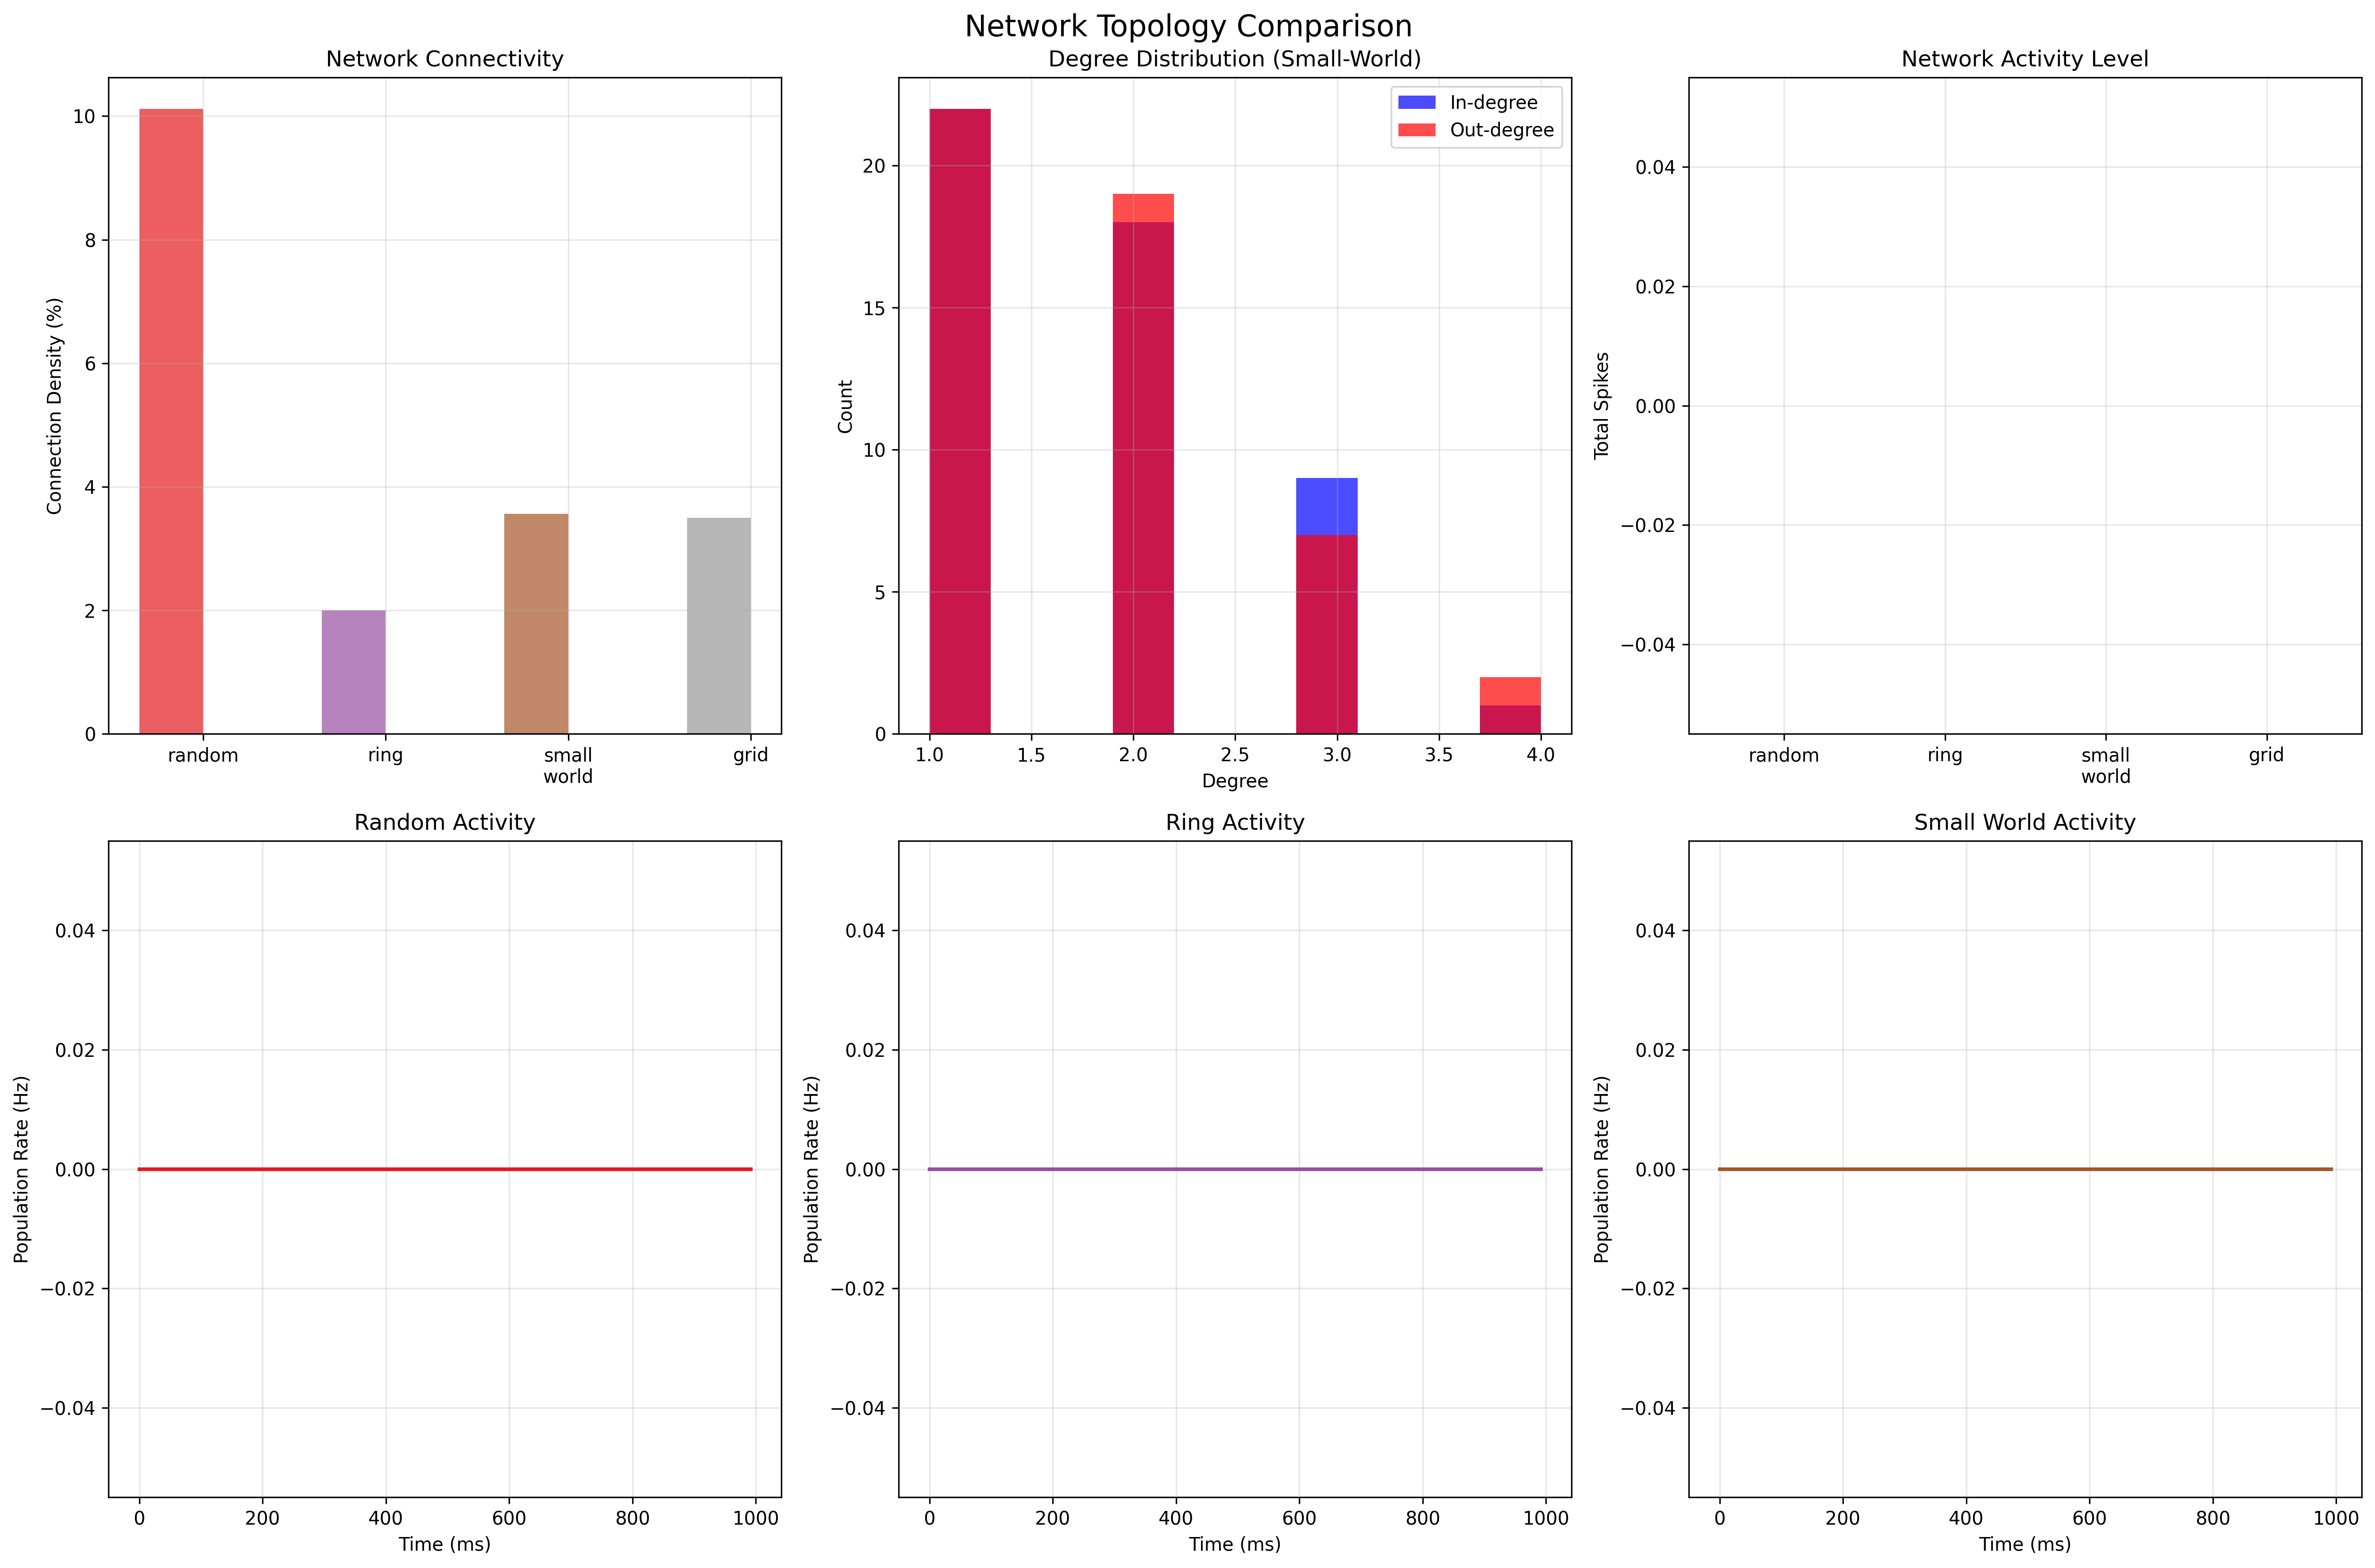 Network Topology Comparison
Network Connectivity
Connection Density (%)
10
8
6
4
2
0
random
ring
small
world
grid
Degree Distribution (Small-World)
In-degree
Out-degree
Count
20
15
10
5
0
1.0
1.5
2.0
2.5
3.0
3.5
4.0
Degree
Network Activity Level
Total Spikes
0.04
0.02
0.00
−0.02
−0.04
random
ring
small
world
grid
Random Activity
Population Rate (Hz)
0.04
0.02
0.00
−0.02
−0.04
0
200
400
600
800
1000
Time (ms)
Ring Activity
Population Rate (Hz)
0.04
0.02
0.00
−0.02
−0.04
0
200
400
600
800
1000
Time (ms)
Small World Activity
Population Rate (Hz)
0.04
0.02
0.00
−0.02
−0.04
0
200
400
600
800
1000
Time (ms)